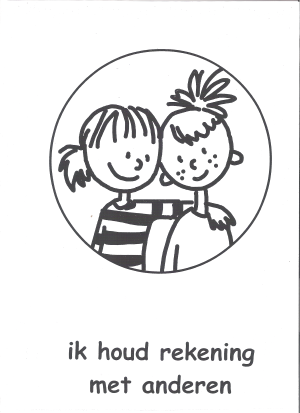 ik houd rekening
met anderen